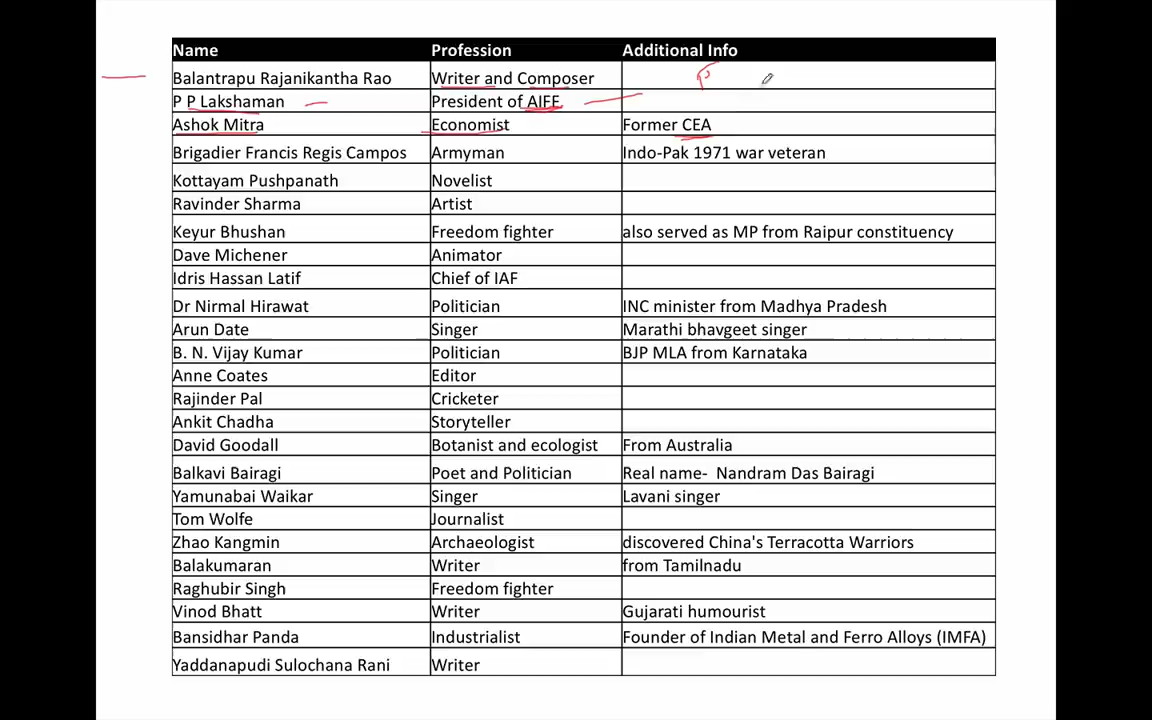 Name Profession Additional Info
Balantrapu Rajanikantha Rao Writer and Composer
P P Lakshaman President of AIFF
Ashok Mitra Economist Former CEA
Brigadier Francis Regis Campos Armyman Indo-Pak 1971 war veteran
Kottayam Pushpanath Novelist
Ravinder Sharma Artist
Keyur Bhushan Freedom fighter also served as MP from Raipur constituency
Dave Michener Animator
Idris Hassan Latif Chief of IAF
Dr Nirmal Hirawat Politician INC minister from Madhya Pradesh
Arun Date Singer Marathi bhavgeet singer
B. N. Vijay Kumar Politician BJP MLA from Karnataka
Anne Coates Editor
Rajinder Pal Cricketer
Ankit Chadha Storyteller
David Goodall Botanist and ecologist From Australia
Balkavi Bairagi Poet and Politician Real name- Nandram Das Bairagi
Yamunabai Waikar Singer Lavani singer
Tom Wolfe Journalist
Zhao Kangmin Archaeologist discovered China's Terracotta Warriors
Balakumaran Writer from Tamilnadu
Raghubir Singh Freedom fighter
Vinod Bhatt Writer Gujarati humourist
Bansidhar Panda Industrialist Founder of Indian Metal and Ferro Alloys (IMFA)
Yaddanapudi Sulochana Rani Writer